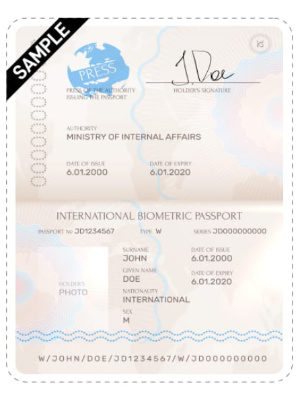 SAMPLE
PRESS
J.Doe
PRESS OF THE AUTHORITY
ISSUING THE PASSPORT
HOLDER'S SIGNATURE
AUTHORITY
MINISTRY OF INTERNAL AFFAIRS
DATE OF ISSUE DATE OF EXPIRY
6.01.2000 6.01.2020
INTERNATIONAL BIOMETRIC PASSPORT
PASSPORT № JD1234567 TYPE W SERIES JD000000000
SURNAME DATE OF ISSUE
JOHN 6.01.2000
GIVEN NAME DATE OF EXPIRY
DOE 6.01.2020
HOLDER'S
PHOTO
NATIONALITY
INTERNATIONAL
SEX
M
W/JOHN/DOE/JD1234567/W/JD000000000